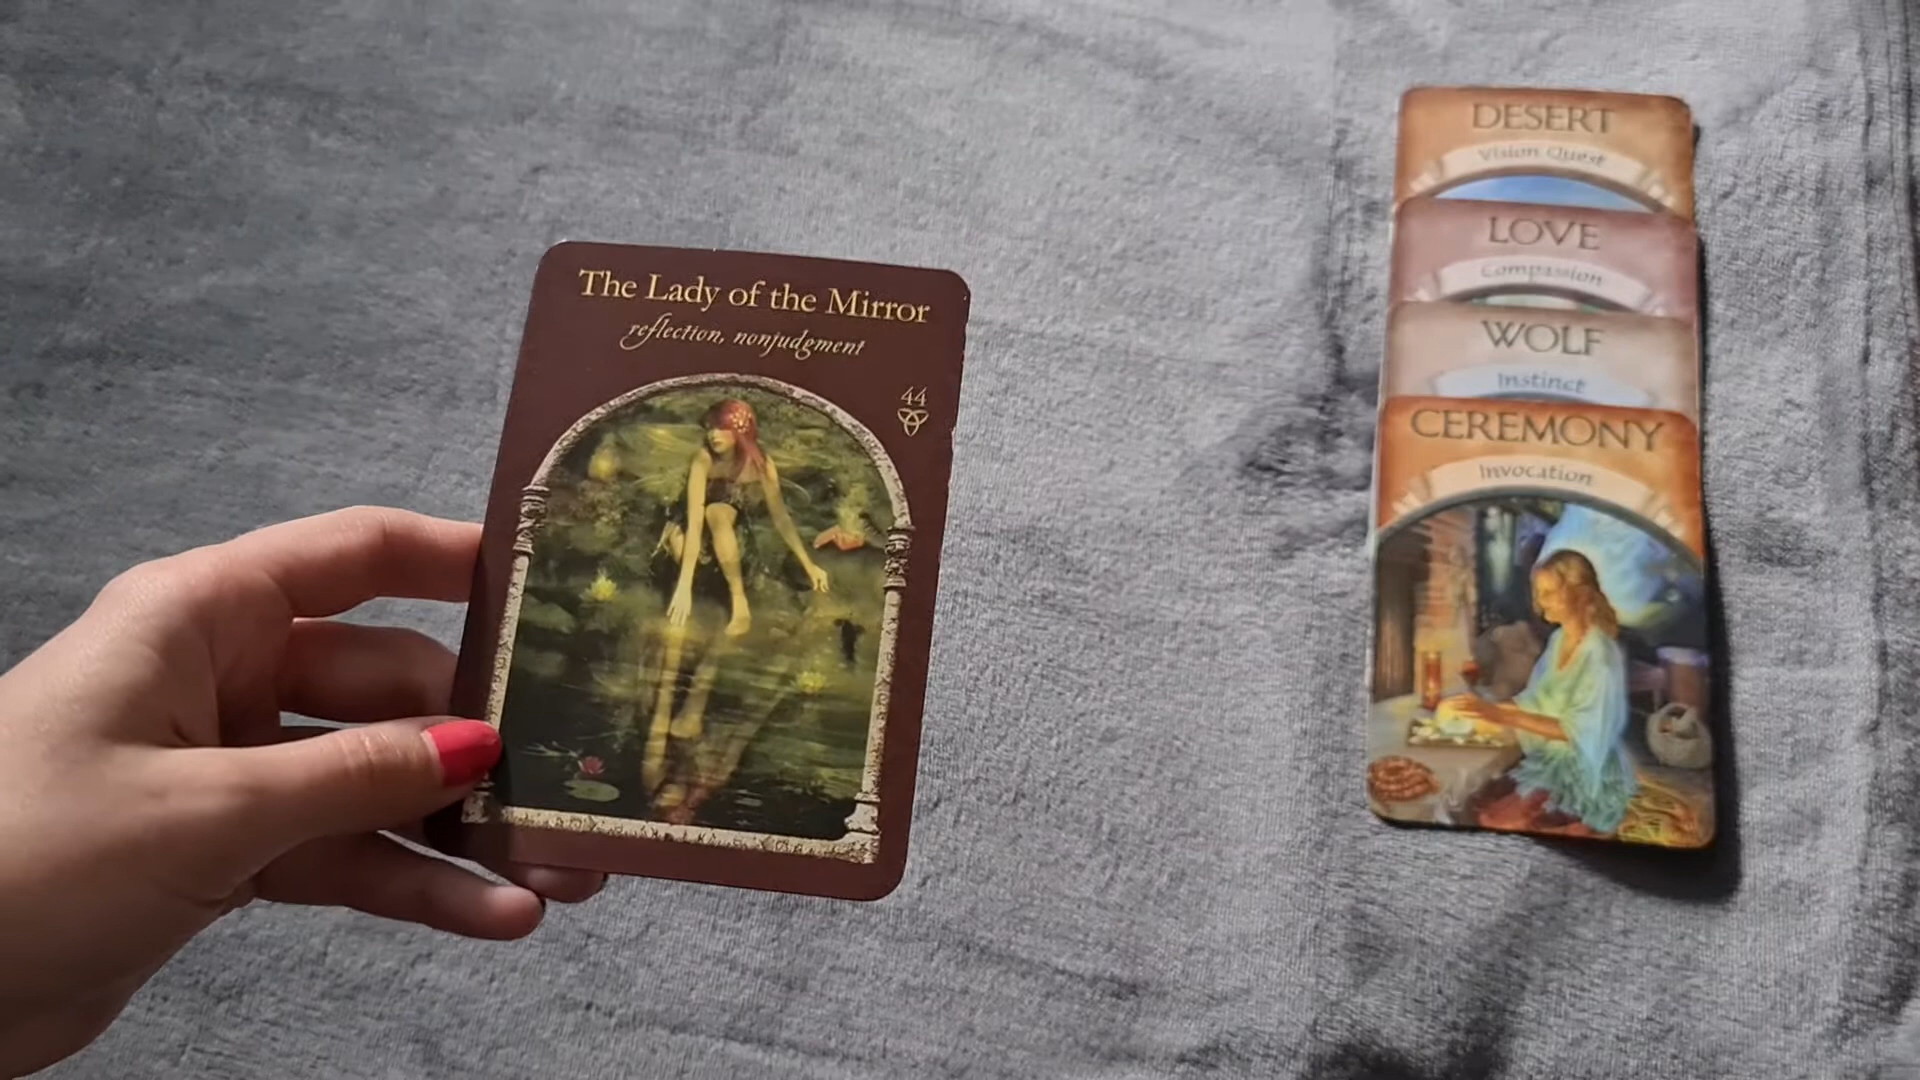 The Lady of the Mirror
reflection, nonjudgment
44
DESERT
Vision Quest
LOVE
Compassion
WOLF
Instinct
CEREMONY
Invocation